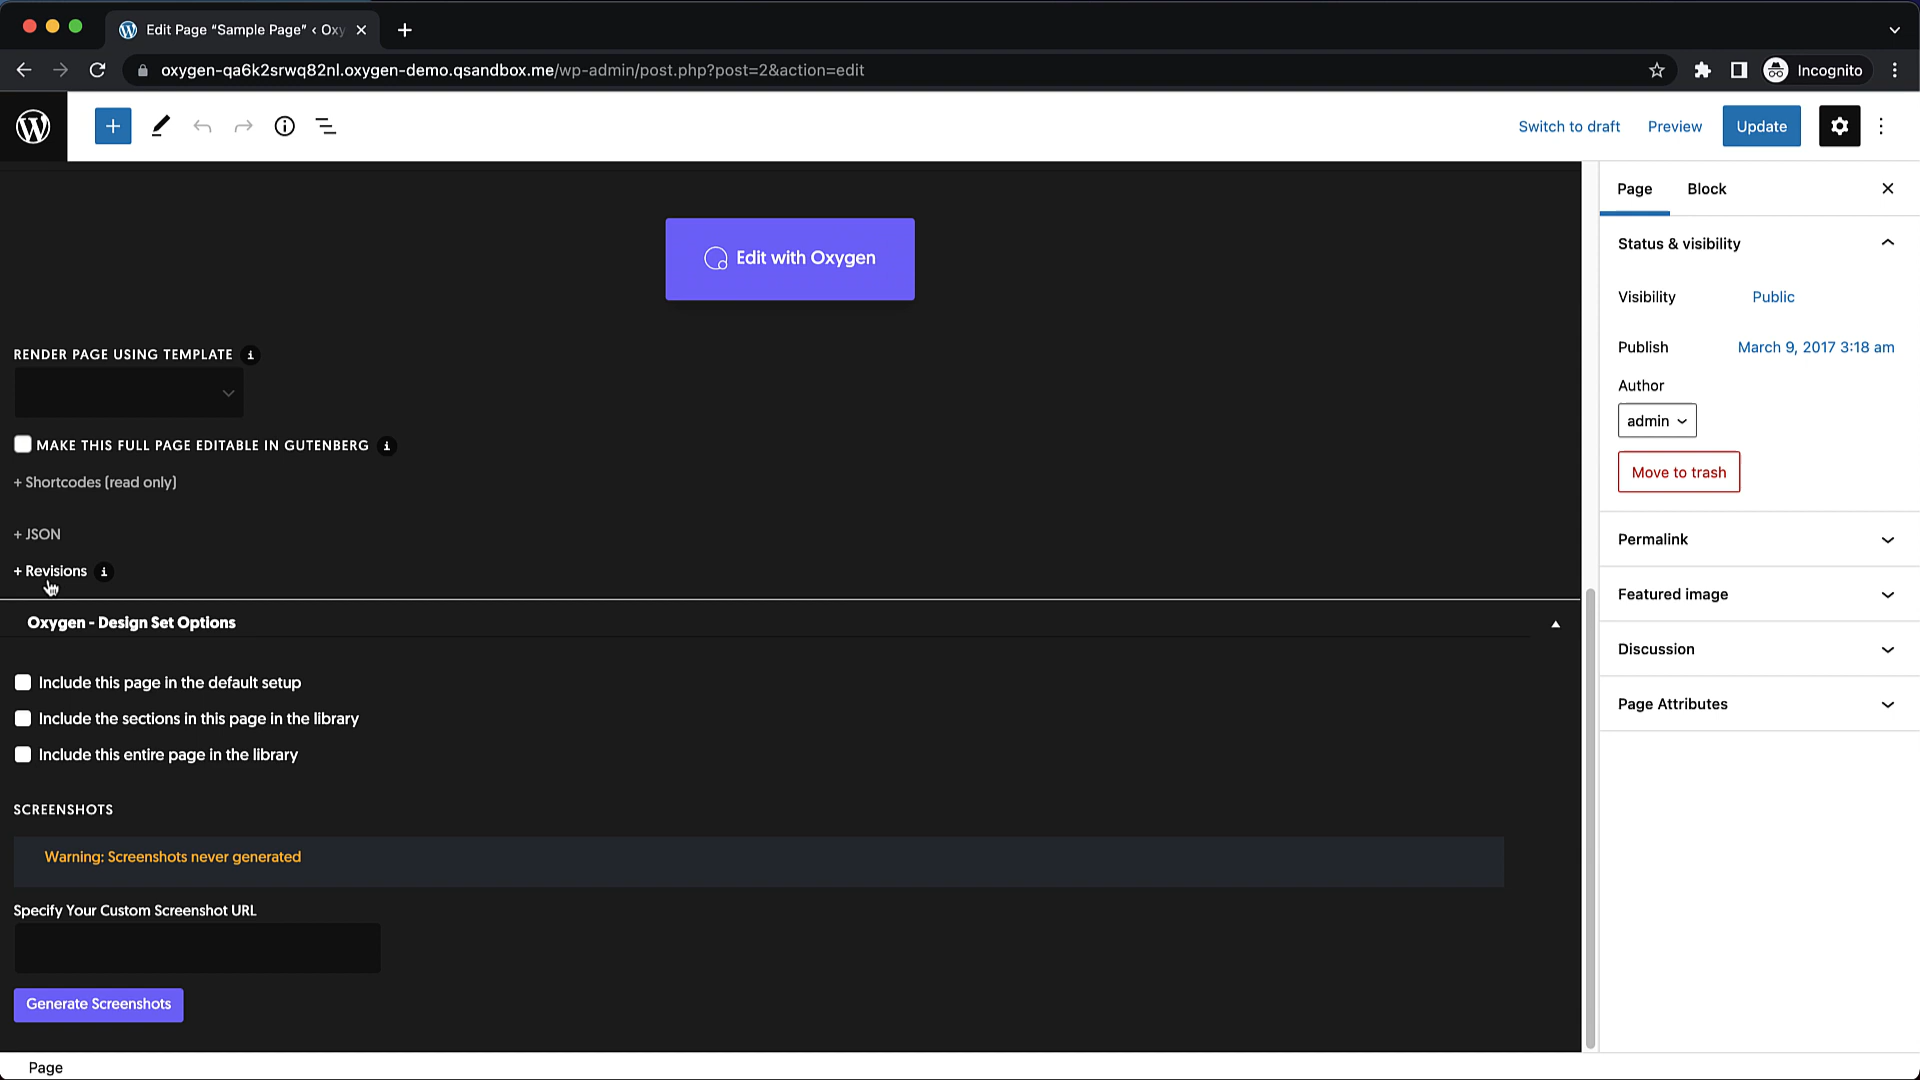 Edit Page “Sample Page” ‹ Oxy
oxygen-qa6k2srwq82nl.oxygen-demo.qsandbox.me/wp-admin/post.php?post=2&action=edit
Incognito
Switch to draft
Preview
Update
Edit with Oxygen
RENDER PAGE USING TEMPLATE
MAKE THIS FULL PAGE EDITABLE IN GUTENBERG
+ Shortcodes (read only)
+ JSON
+ Revisions
Oxygen - Design Set Options
Include this page in the default setup
Include the sections in this page in the library
Include this entire page in the library
SCREENSHOTS
Warning: Screenshots never generated
Specify Your Custom Screenshot URL
Generate Screenshots
Page
Page Block
Status & visibility
Visibility Public
Publish March 9, 2017 3:18 am
Author
admin
Move to trash
Permalink
Featured image
Discussion
Page Attributes